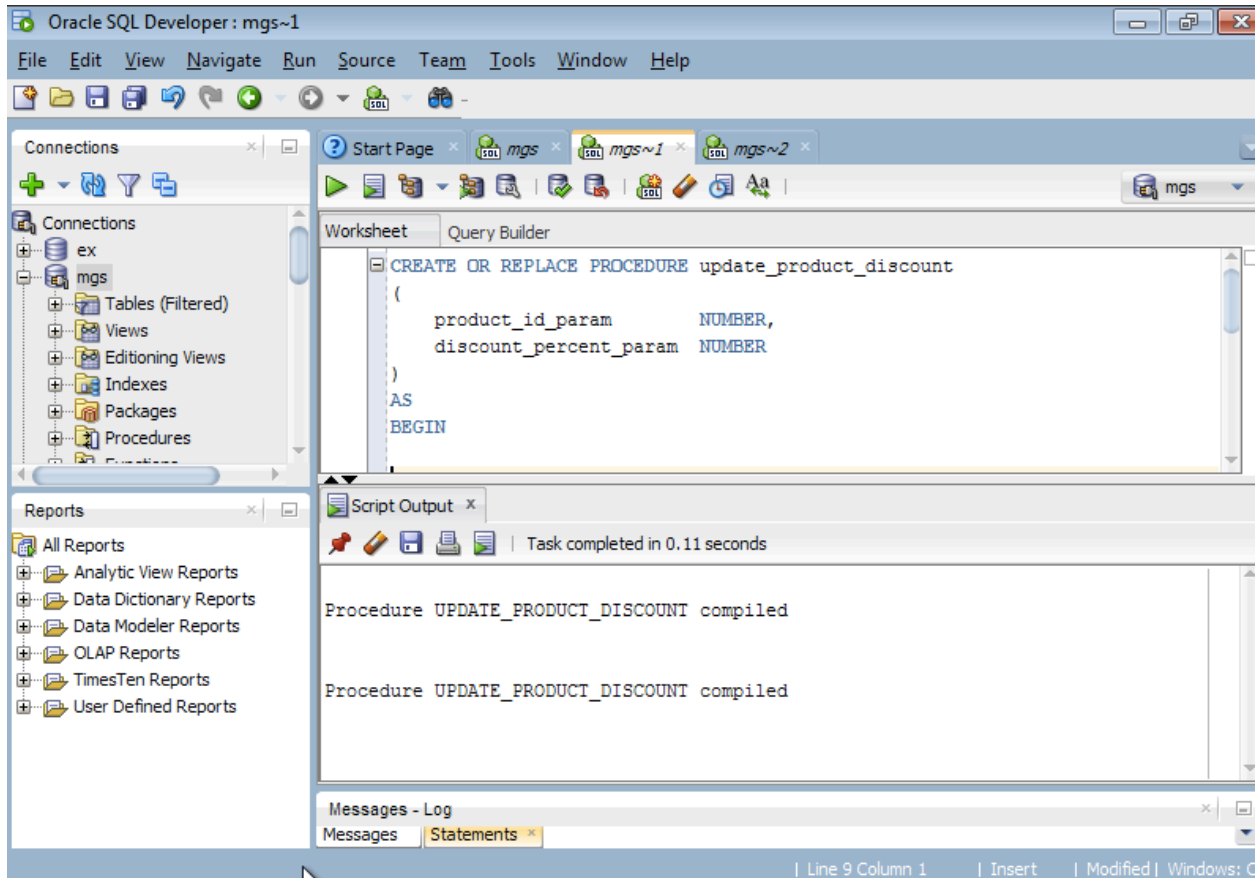 Oracle SQL Developer : mgs~1
File Edit View Navigate Run Source Team Tools Window Help
Connections
Start Page mgs mgs~1 mgs~2
mgs
Connections
ex
mgs
Tables (Filtered)
Views
Editioning Views
Indexes
Packages
Procedures
Worksheet Query Builder
CREATE OR REPLACE PROCEDURE update_product_discount
(
product_id_param NUMBER,
discount_percent_param NUMBER
)
AS
BEGIN
Reports
All Reports
Analytic View Reports
Data Dictionary Reports
Data Modeler Reports
OLAP Reports
TimesTen Reports
User Defined Reports
Script Output
Task completed in 0.11 seconds
Procedure UPDATE_PRODUCT_DISCOUNT compiled
Procedure UPDATE_PRODUCT_DISCOUNT compiled
Messages - Log
Messages Statements
| Line 9 Column 1 | Insert | Modified | Windows: C